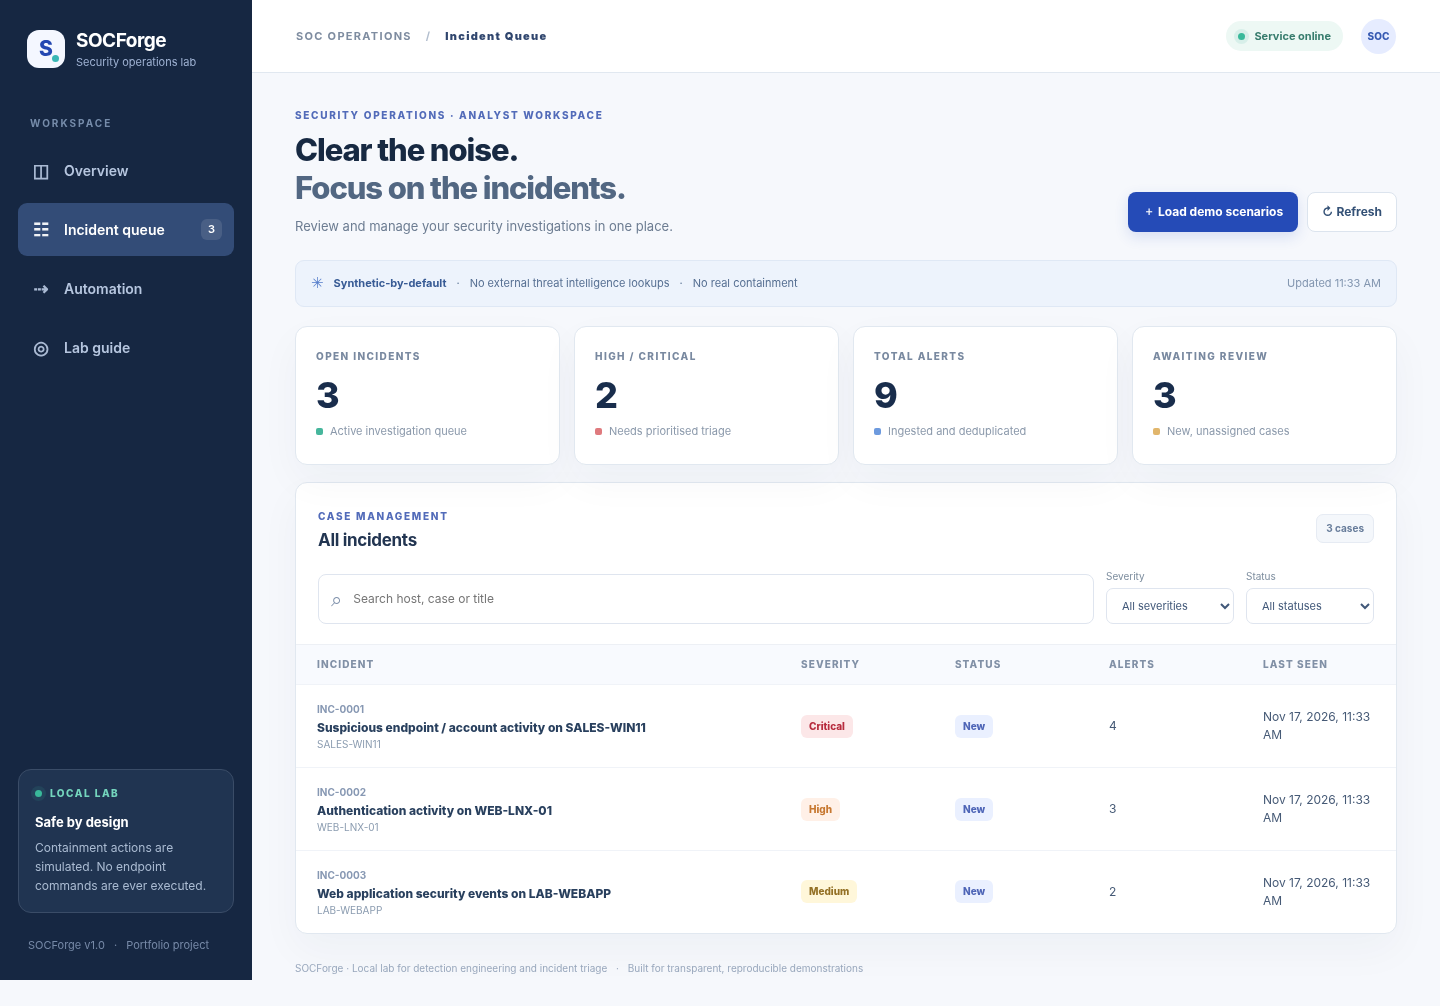 S
SOCForge
Security operations lab
WORKSPACE
Overview
Incident queue 3
Automation
Lab guide
LOCAL LAB
Safe by design
Containment actions are
simulated. No endpoint
commands are ever executed.
SOCForge v1.0 · Portfolio project
SOC OPERATIONS / Incident Queue
Service online
SOC
SECURITY OPERATIONS · ANALYST WORKSPACE
Clear the noise.
Focus on the incidents.
Review and manage your security investigations in one place.
+ Load demo scenarios
↻ Refresh
Synthetic-by-default · No external threat intelligence lookups · No real containment
Updated 11:33 AM
OPEN INCIDENTS
3
Active investigation queue
HIGH / CRITICAL
2
Needs prioritised triage
TOTAL ALERTS
9
Ingested and deduplicated
AWAITING REVIEW
3
New, unassigned cases
CASE MANAGEMENT
All incidents
3 cases
Search host, case or title
Severity
All severities
Status
All statuses
INCIDENT SEVERITY STATUS ALERTS LAST SEEN
INC-0001
Suspicious endpoint / account activity on SALES-WIN11
SALES-WIN11
Critical
New
4
Nov 17, 2026, 11:33
AM
INC-0002
Authentication activity on WEB-LNX-01
WEB-LNX-01
High
New
3
Nov 17, 2026, 11:33
AM
INC-0003
Web application security events on LAB-WEBAPP
LAB-WEBAPP
Medium
New
2
Nov 17, 2026, 11:33
AM
SOCForge · Local lab for detection engineering and incident triage · Built for transparent, reproducible demonstrations